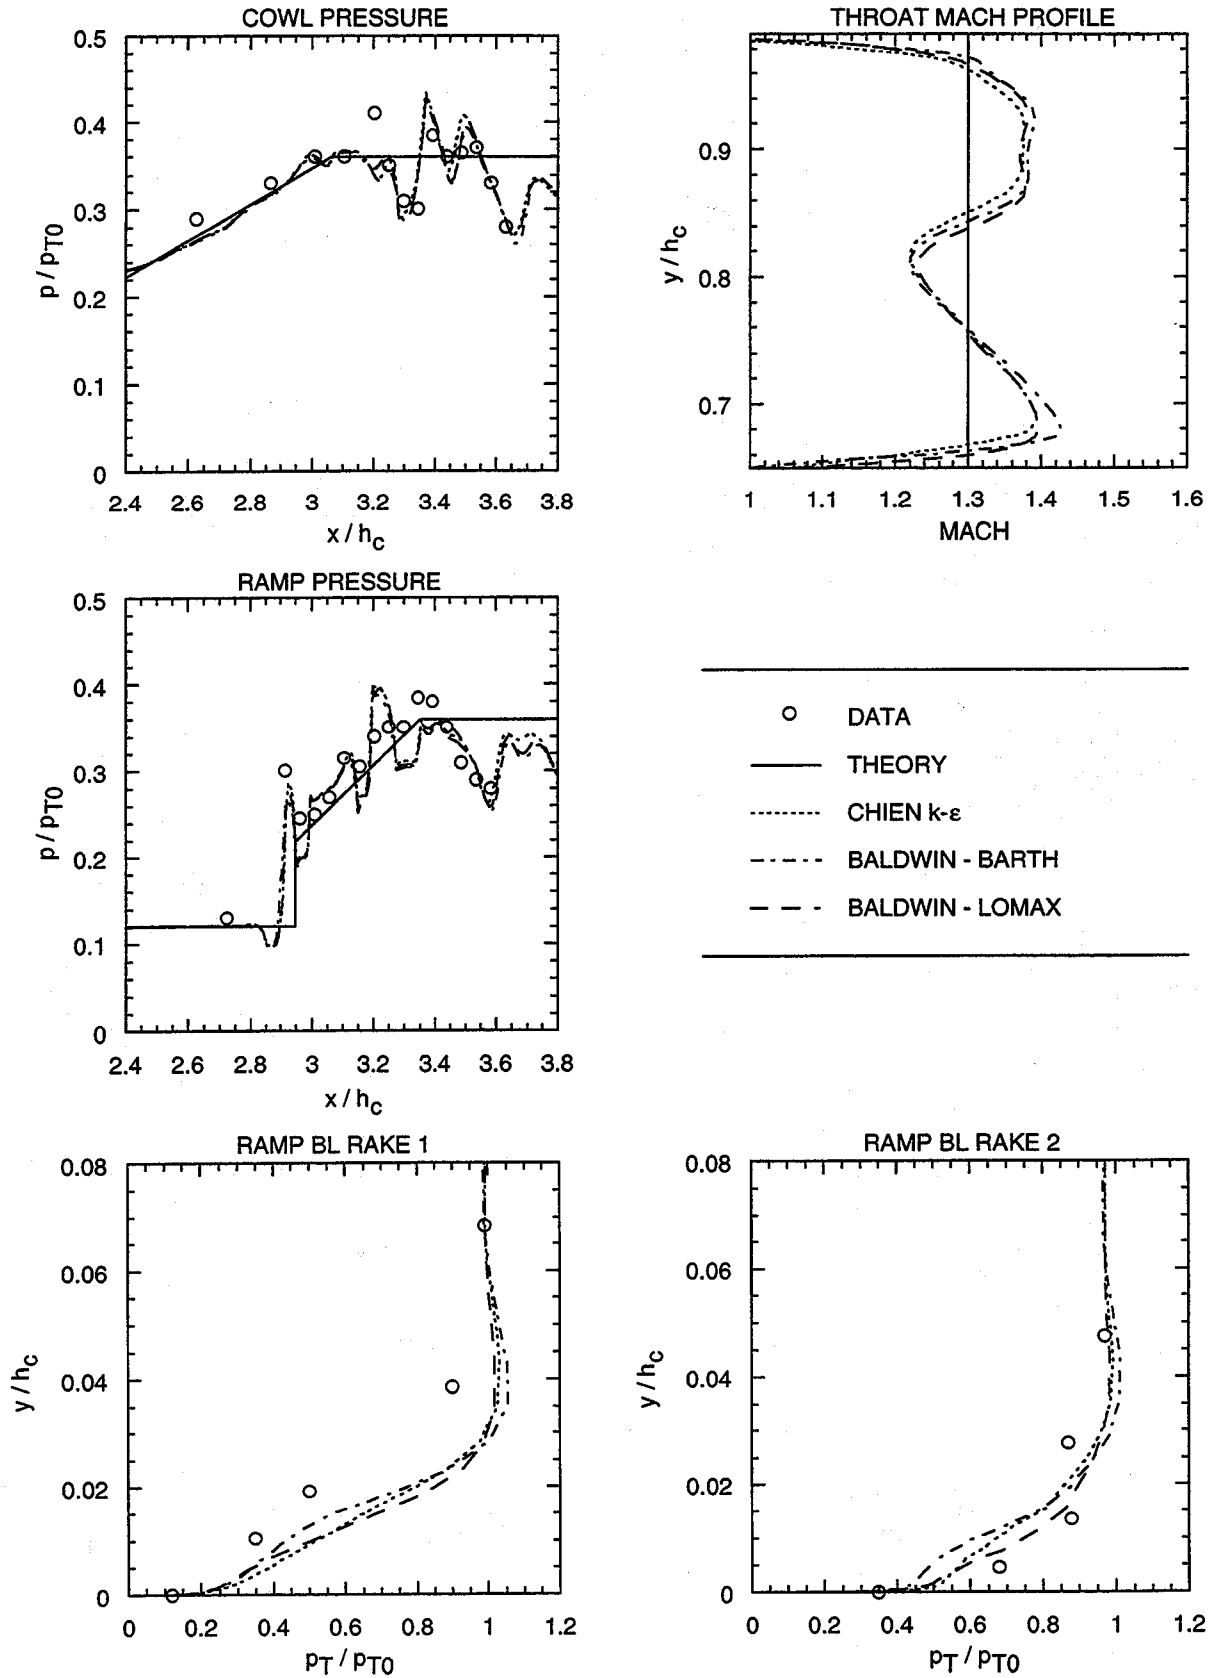 COWL PRESSURE
0.5
0.4
0.3
0.2
0.1
0
p / pT0
2.4 2.6 2.8 3 3.2 3.4 3.6 3.8
x / hc
THROAT MACH PROFILE
0.9
0.8
0.7
y / hc
1 1.1 1.2 1.3 1.4 1.5 1.6
MACH
RAMP PRESSURE
0.5
0.4
0.3
0.2
0.1
0
p / pT0
2.4 2.6 2.8 3 3.2 3.4 3.6 3.8
x / hc
DATA
THEORY
CHIEN k-ε
BALDWIN - BARTH
BALDWIN - LOMAX
RAMP BL RAKE 1
0.08
0.06
0.04
0.02
0
y / hc
0 0.2 0.4 0.6 0.8 1 1.2
pT / pT0
RAMP BL RAKE 2
0.08
0.06
0.04
0.02
0
y / hc
0 0.2 0.4 0.6 0.8 1 1.2
pT / pT0